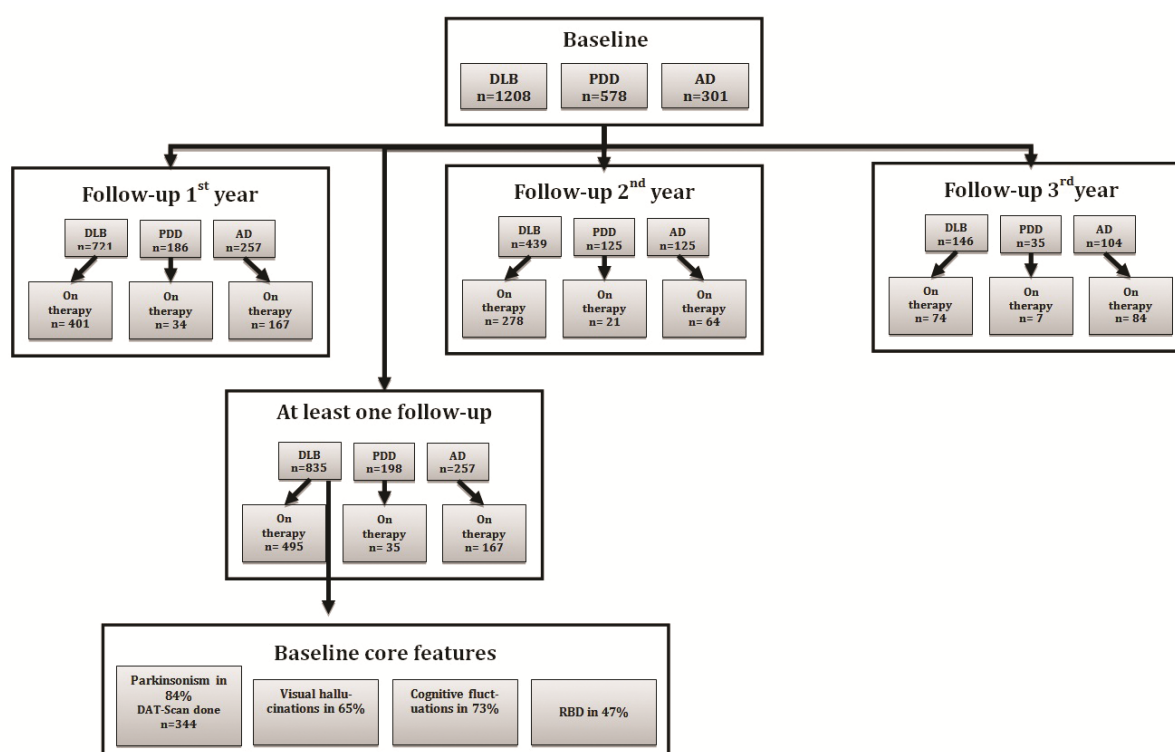 Baseline
DLB
n=1208
PDD
n=578
AD
n=301
Follow-up 1st year
DLB
n=721
PDD
n=186
AD
n=257
On
therapy
n= 401
On
therapy
n= 34
On
therapy
n= 167
Follow-up 2nd year
DLB
n=439
PDD
n=125
AD
n=125
On
therapy
n= 278
On
therapy
n= 21
On
therapy
n= 64
Follow-up 3rd year
DLB
n=146
PDD
n=35
AD
n=104
On
therapy
n= 74
On
therapy
n= 7
On
therapy
n= 84
At least one follow-up
DLB
n=835
PDD
n=198
AD
n=257
On
therapy
n= 495
On
therapy
n= 35
On
therapy
n= 167
Baseline core features
Parkinsonism in
84%
DAT-Scan done
n=344
Visual hallu-
cinations in 65%
Cognitive fluct-
uations in 73%
RBD in 47%